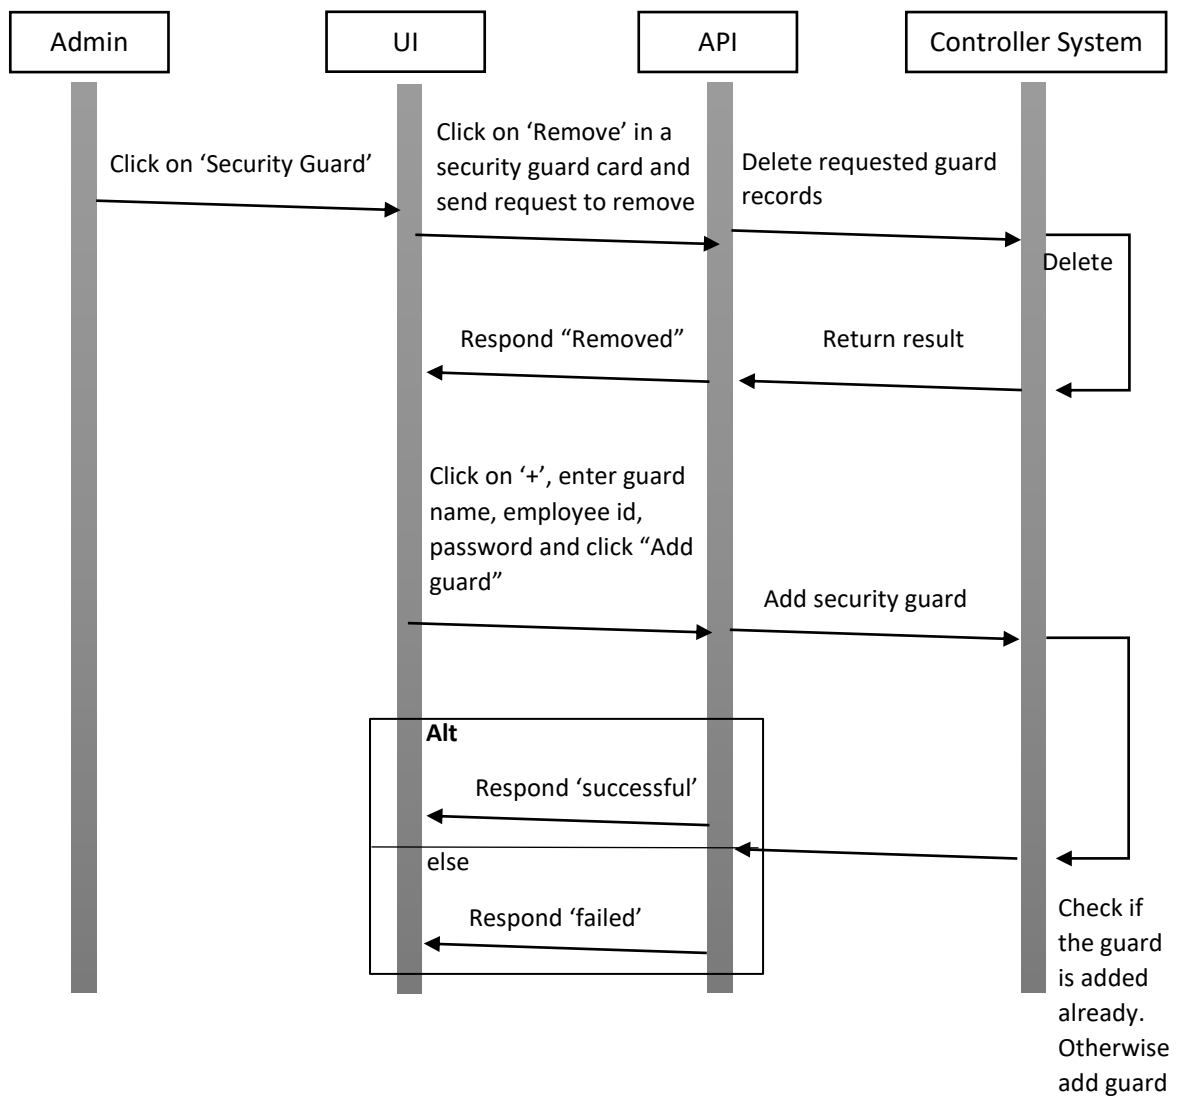 Admin
UI
API
Controller System
Click on ‘Security Guard’
Click on ‘Remove’ in a
security guard card and
send request to remove
Delete requested guard
records
Delete
Respond “Removed”
Return result
Click on ‘+’, enter guard
name, employee id,
password and click “Add
guard”
Add security guard
Alt
Respond ‘successful’
else
Respond ‘failed’
Check if
the guard
is added
already.
Otherwise
add guard